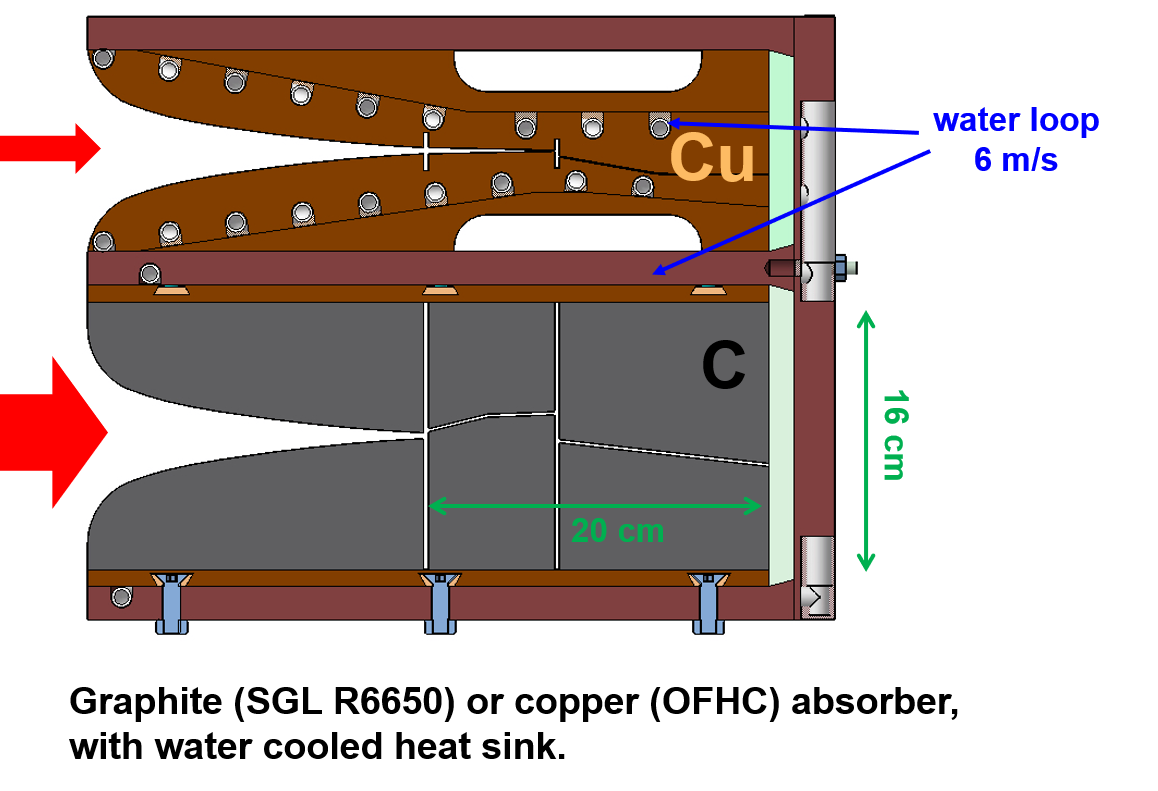 water loop
6 m/s
Cu
C
16 cm
20 cm
Graphite (SGL R6650) or copper (OFHC) absorber,
with water cooled heat sink.